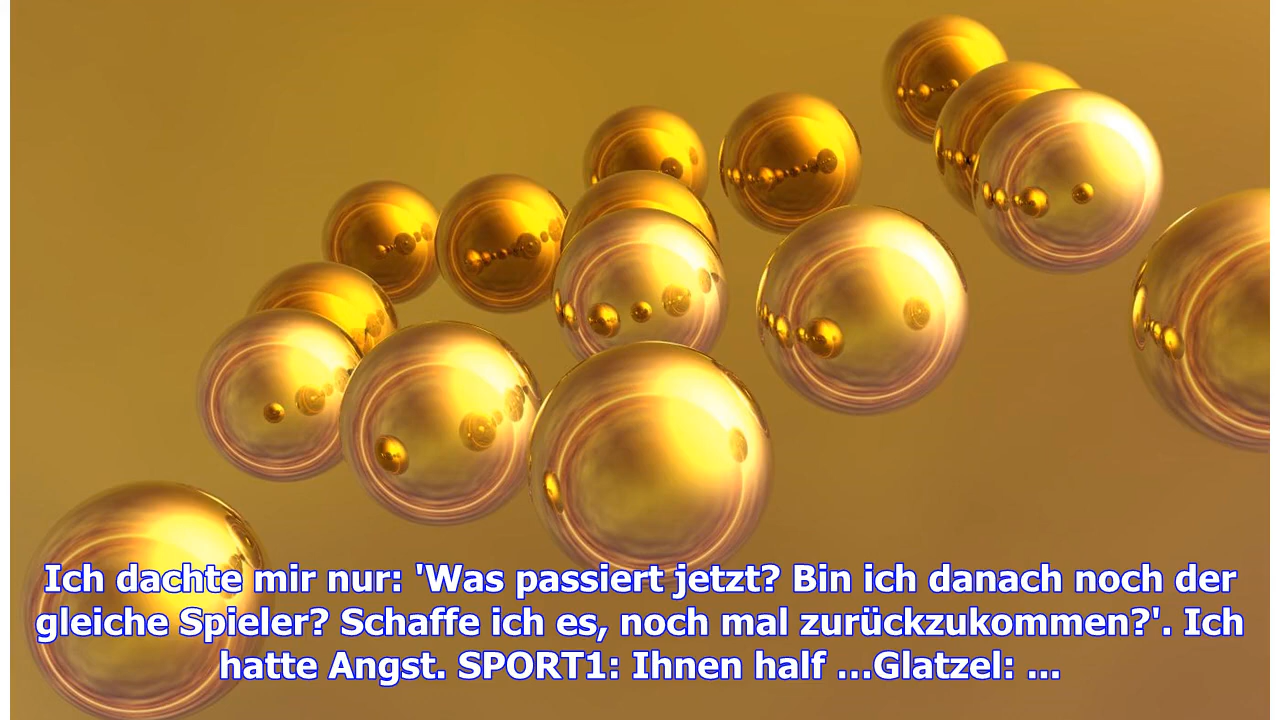 Ich dachte mir nur: 'Was passiert jetzt? Bin ich danach noch der
gleiche Spieler? Schaffe ich es, noch mal zurückzukommen?'. Ich
hatte Angst. SPORT1: Ihnen half ...Glatzel: ...